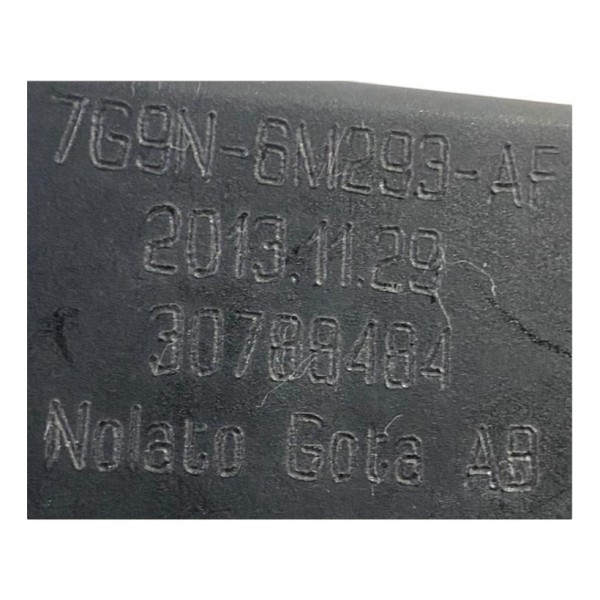 7G9N-6M293-AF
2013.11.29
30788484
Nolato Gota AB